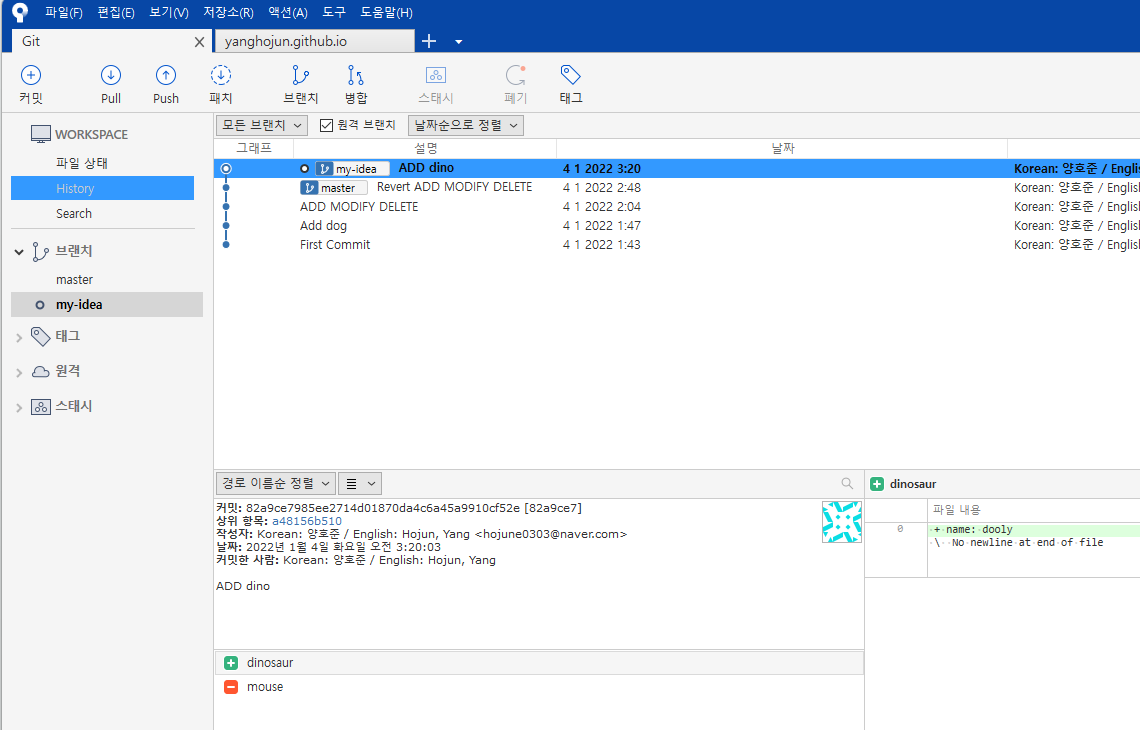 파일(F) 편집(E) 보기(V) 저장소(R) 액션(A) 도구 도움말(H)
Git yanghojun.github.io
커밋 Pull Push 패치 브랜치 병합 스태시 폐기 태그
WORKSPACE
파일 상태
History
Search
브랜치
master
my-idea
태그
원격
스태시
모든 브랜치 원격 브랜치 날짜순으로 정렬
그래프 설명 날짜
my-idea ADD dino 4 1 2022 3:20 Korean: 양호준 / Engli
master Revert ADD MODIFY DELETE 4 1 2022 2:48 Korean: 양호준 / English
ADD MODIFY DELETE 4 1 2022 2:04 Korean: 양호준 / English
Add dog 4 1 2022 1:47 Korean: 양호준 / English
First Commit 4 1 2022 1:43 Korean: 양호준 / English
경로 이름순 정렬
커밋: 82a9ce7985ee2714d01870da4c6a45a9910cf52e [82a9ce7]
상위 항목: a48156b510
작성자: Korean: 양호준 / English: Hojun, Yang <hojune0303@naver.com>
날짜: 2022년 1월 4일 화요일 오전 3:20:03
커밋한 사람: Korean: 양호준 / English: Hojun, Yang
ADD dino
dinosaur
mouse
dinosaur
파일 내용
0 + name: dooly
\ No newline at end of file